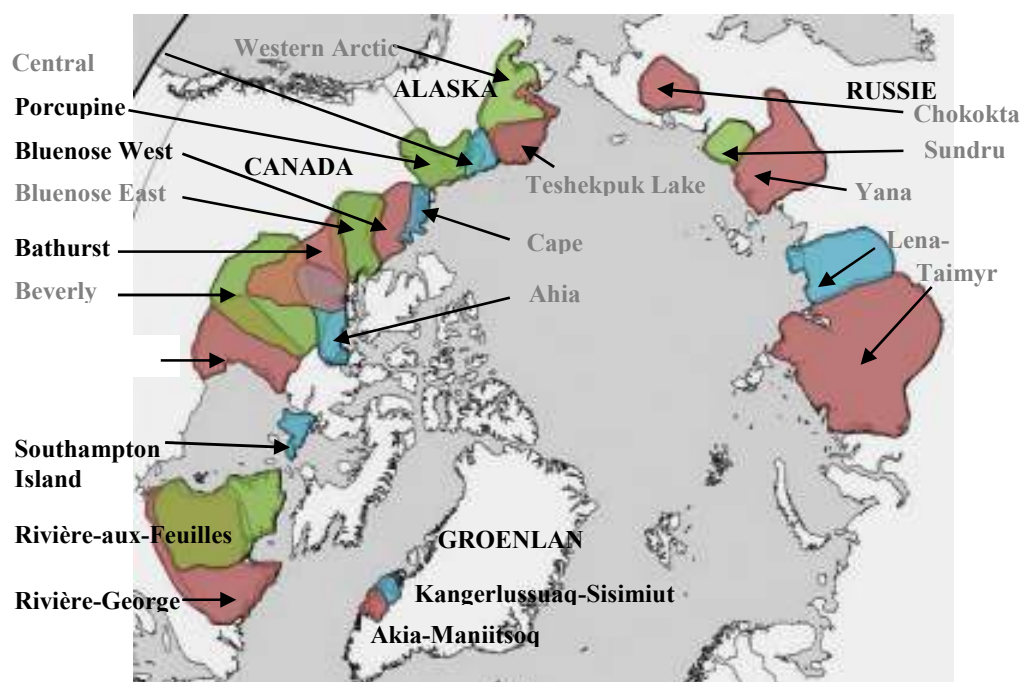 Western Arctic
Central
ALASKA
RUSSIE
Porcupine
Chokokta
Bluenose West
CANADA
Sundru
Bluenose East
Teshekpuk Lake
Yana
Bathurst
Cape
Lena-
Taimyr
Beverly
Ahia
Southampton
Island
Rivière-aux-Feuilles
GROENLAN
Rivière-George
Kangerlussuaq-Sisimiut
Akia-Maniitsoq